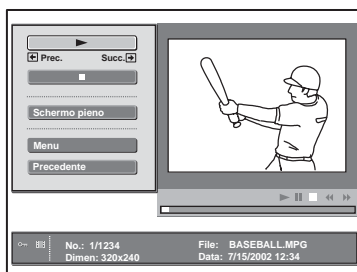 Prec. Succ.
Schermo pieno
Menu
Precedente
No.: 1/1234 File: BASEBALL.MPG
Dimen: 320x240 Data: 7/15/2002 12:34